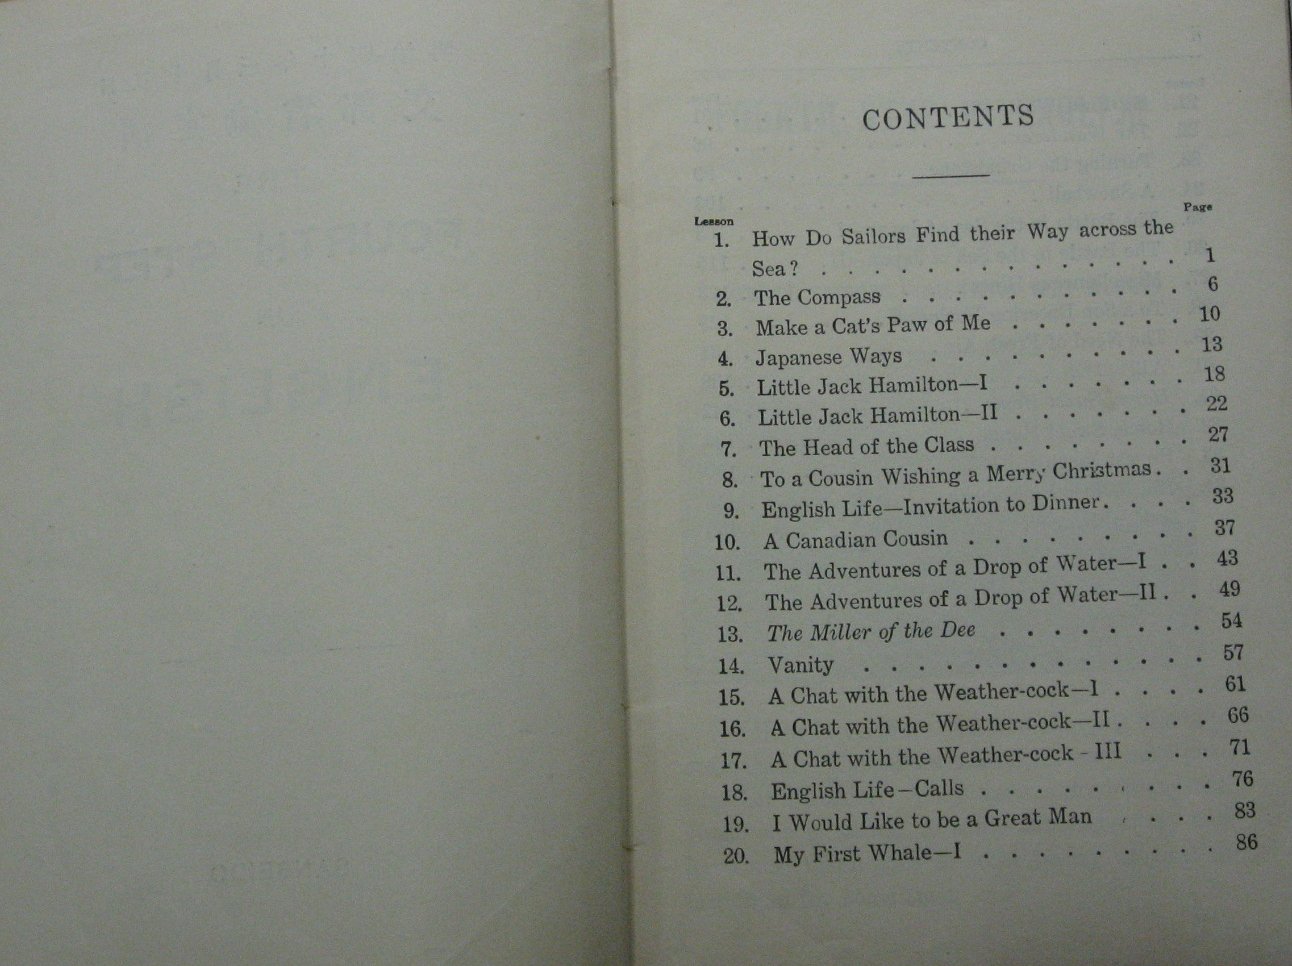 CONTENTS
Lesson Page
1. How Do Sailors Find their Way across the
Sea? . . . . . . . . . . . . . . 1
2. The Compass . . . . . . . . . . . 6
3. Make a Cat's Paw of Me . . . . . . . 10
4. Japanese Ways . . . . . . . . . . 13
5. Little Jack Hamilton—I . . . . . . . 18
6. Little Jack Hamilton—II . . . . . . . 22
7. The Head of the Class . . . . . . . . 27
8. To a Cousin Wishing a Merry Christmas . . 31
9. English Life—Invitation to Dinner . . . . 33
10. A Canadian Cousin . . . . . . . . . 37
11. The Adventures of a Drop of Water—I . . 43
12. The Adventures of a Drop of Water—II . . 49
13. The Miller of the Dee . . . . . . . . 54
14. Vanity . . . . . . . . . . . . . 57
15. A Chat with the Weather-cock—I . . . . 61
16. A Chat with the Weather-cock—II . . . . 66
17. A Chat with the Weather-cock-III . . . 71
18. English Life—Calls . . . . . . . . . 76
19. I Would Like to be a Great Man . . . . 83
20. My First Whale—I . . . . . . . . . 86